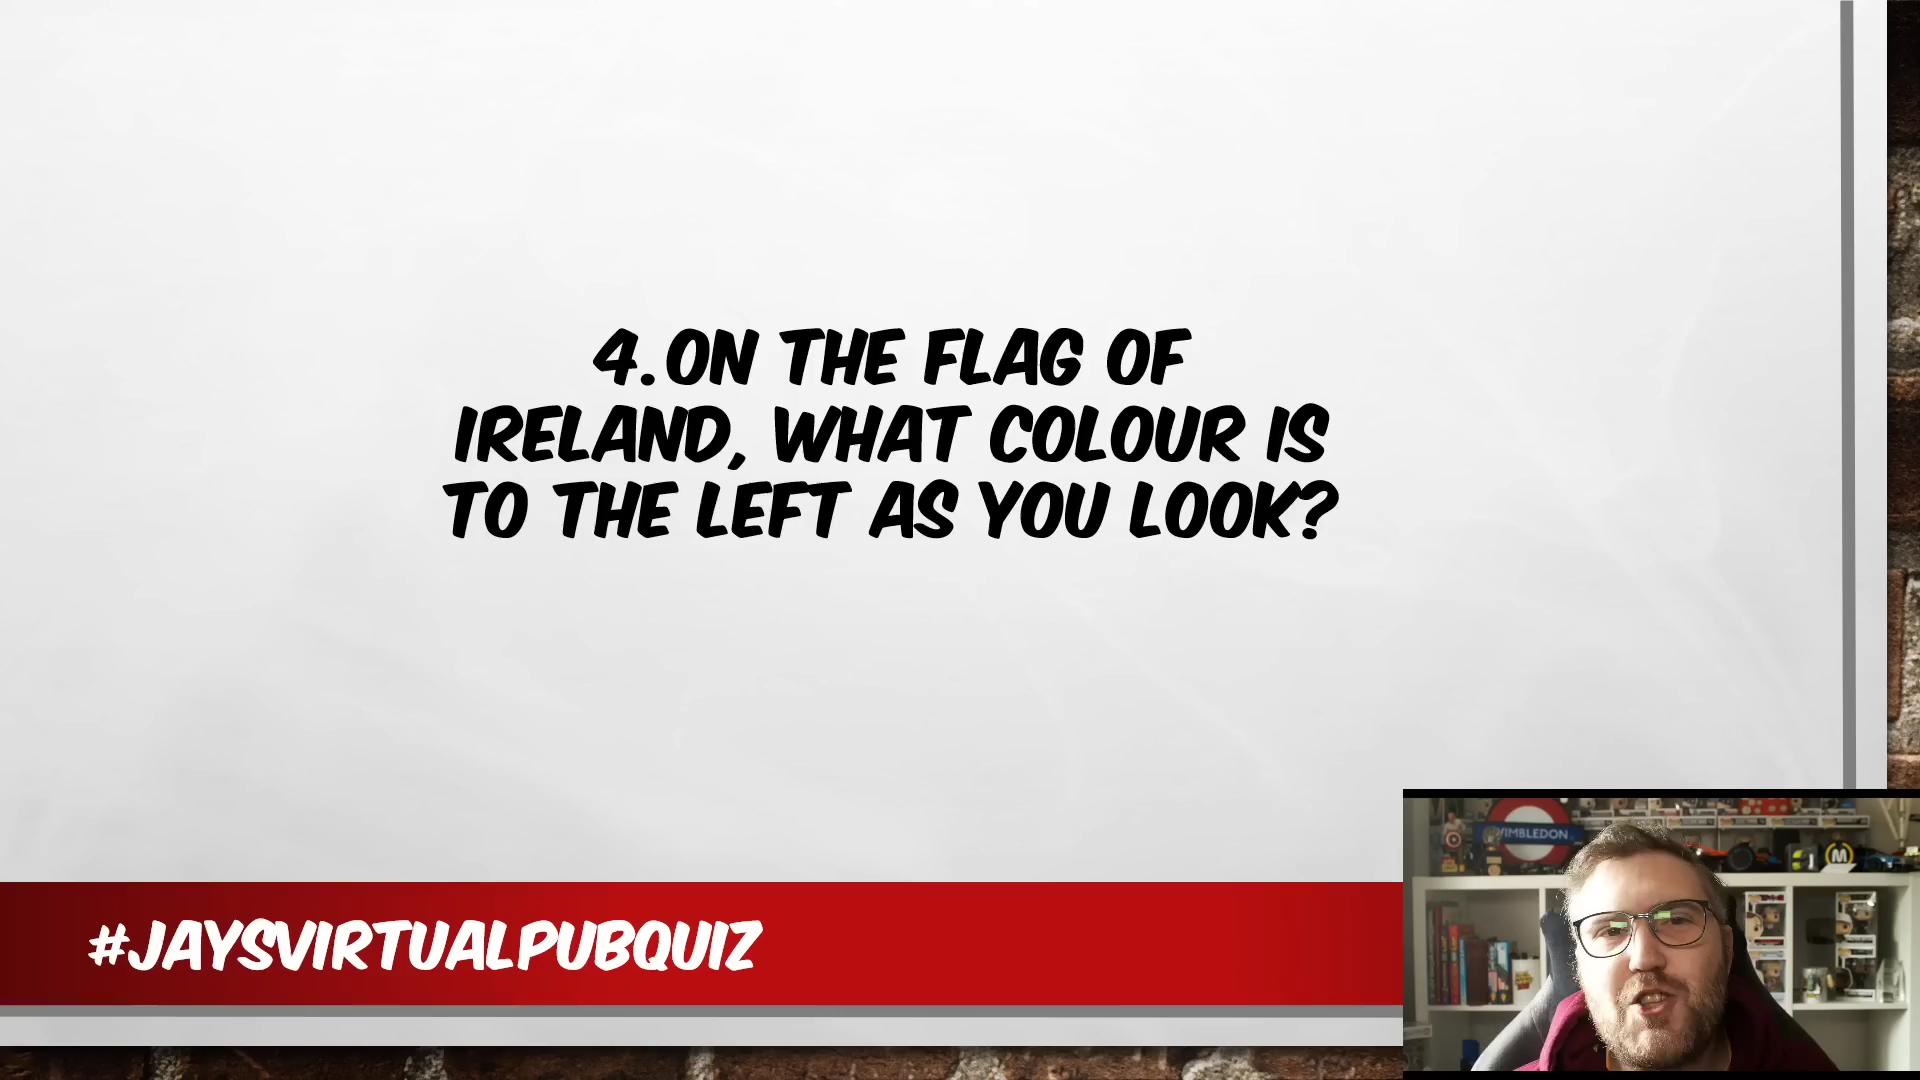 4.ON THE FLAG OF
IRELAND, WHAT COLOUR IS
TO THE LEFT AS YOU LOOK?
#JAYSVIRTUALPUBQUIZ
WIMBLEDON
M